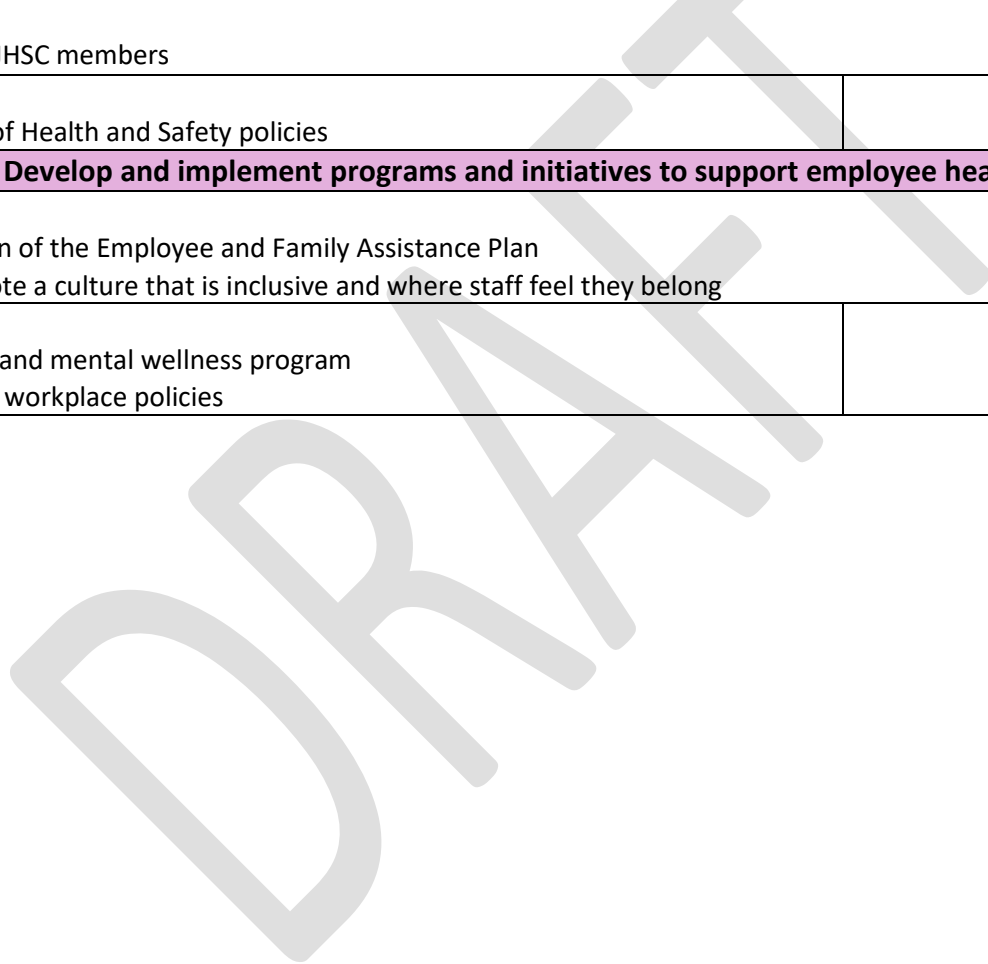 JHSC members
of Health and Safety policies
Develop and implement programs and initiatives to support employee hea
n of the Employee and Family Assistance Plan
te a culture that is inclusive and where staff feel they belong
and mental wellness program
workplace policies
DRAFT